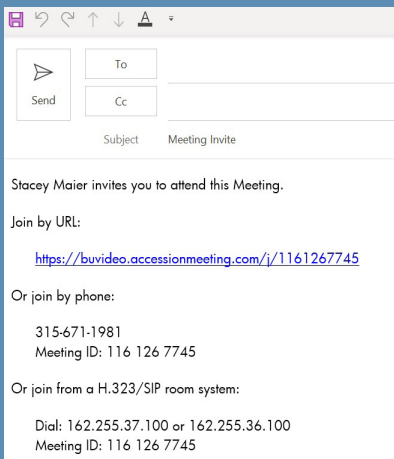 A
Send
To
Cc
Subject Meeting Invite
Stacey Maier invites you to attend this Meeting.
Join by URL:
https://buvideo.accessionmeeting.com/j/1161267745
Or join by phone:
315-671-1981
Meeting ID: 116 126 7745
Or join from a H.323/SIP room system:
Dial: 162.255.37.100 or 162.255.36.100
Meeting ID: 116 126 7745